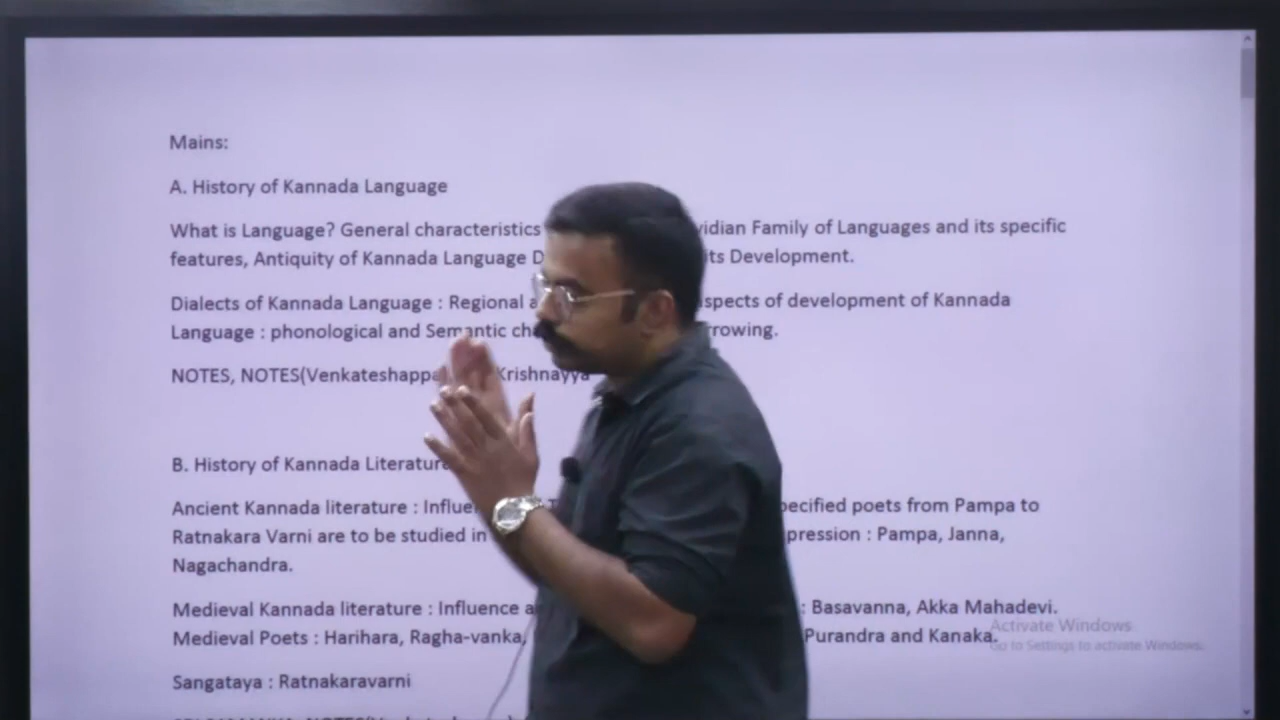 Mains:
A. History of Kannada Language
What is Language? General characteristics vidian Family of Languages and its specific
features, Antiquity of Kannada Language D its Development.
Dialects of Kannada Language : Regional a spects of development of Kannada
Language : phonological and Semantic ch rrowing.
NOTES, NOTES(Venkateshappa Krishnayya
B. History of Kannada Literatur
Ancient Kannada literature : Influe T pecified poets from Pampa to
Ratnakara Varni are to be studied in pression : Pampa, Janna,
Nagachandra.
Medieval Kannada literature : Influence a : Basavanna, Akka Mahadevi.
Medieval Poets : Harihara, Ragha-vanka, Purandra and Kanaka.
Activate Windows
Go to Settings to activate Windows.
Sangataya : Ratnakaravarni